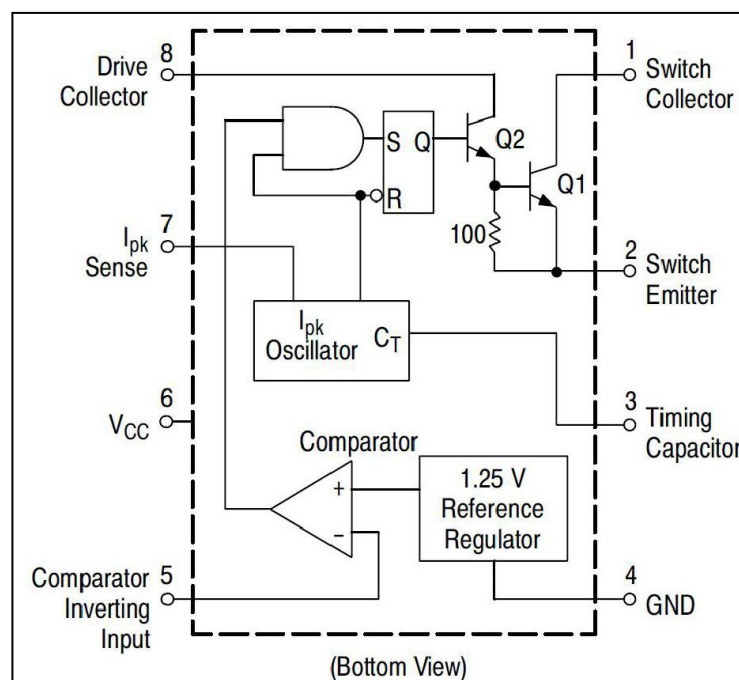 8
Drive
Collector
1
Switch
Collector
S Q
R
Q2
Q1
100
7
Ipk
Sense
2
Switch
Emitter
Ipk
Oscillator
CT
6
VCC
3
Timing
Capacitor
Comparator
+
–
1.25 V
Reference
Regulator
5
Comparator
Inverting
Input
4
GND
(Bottom View)